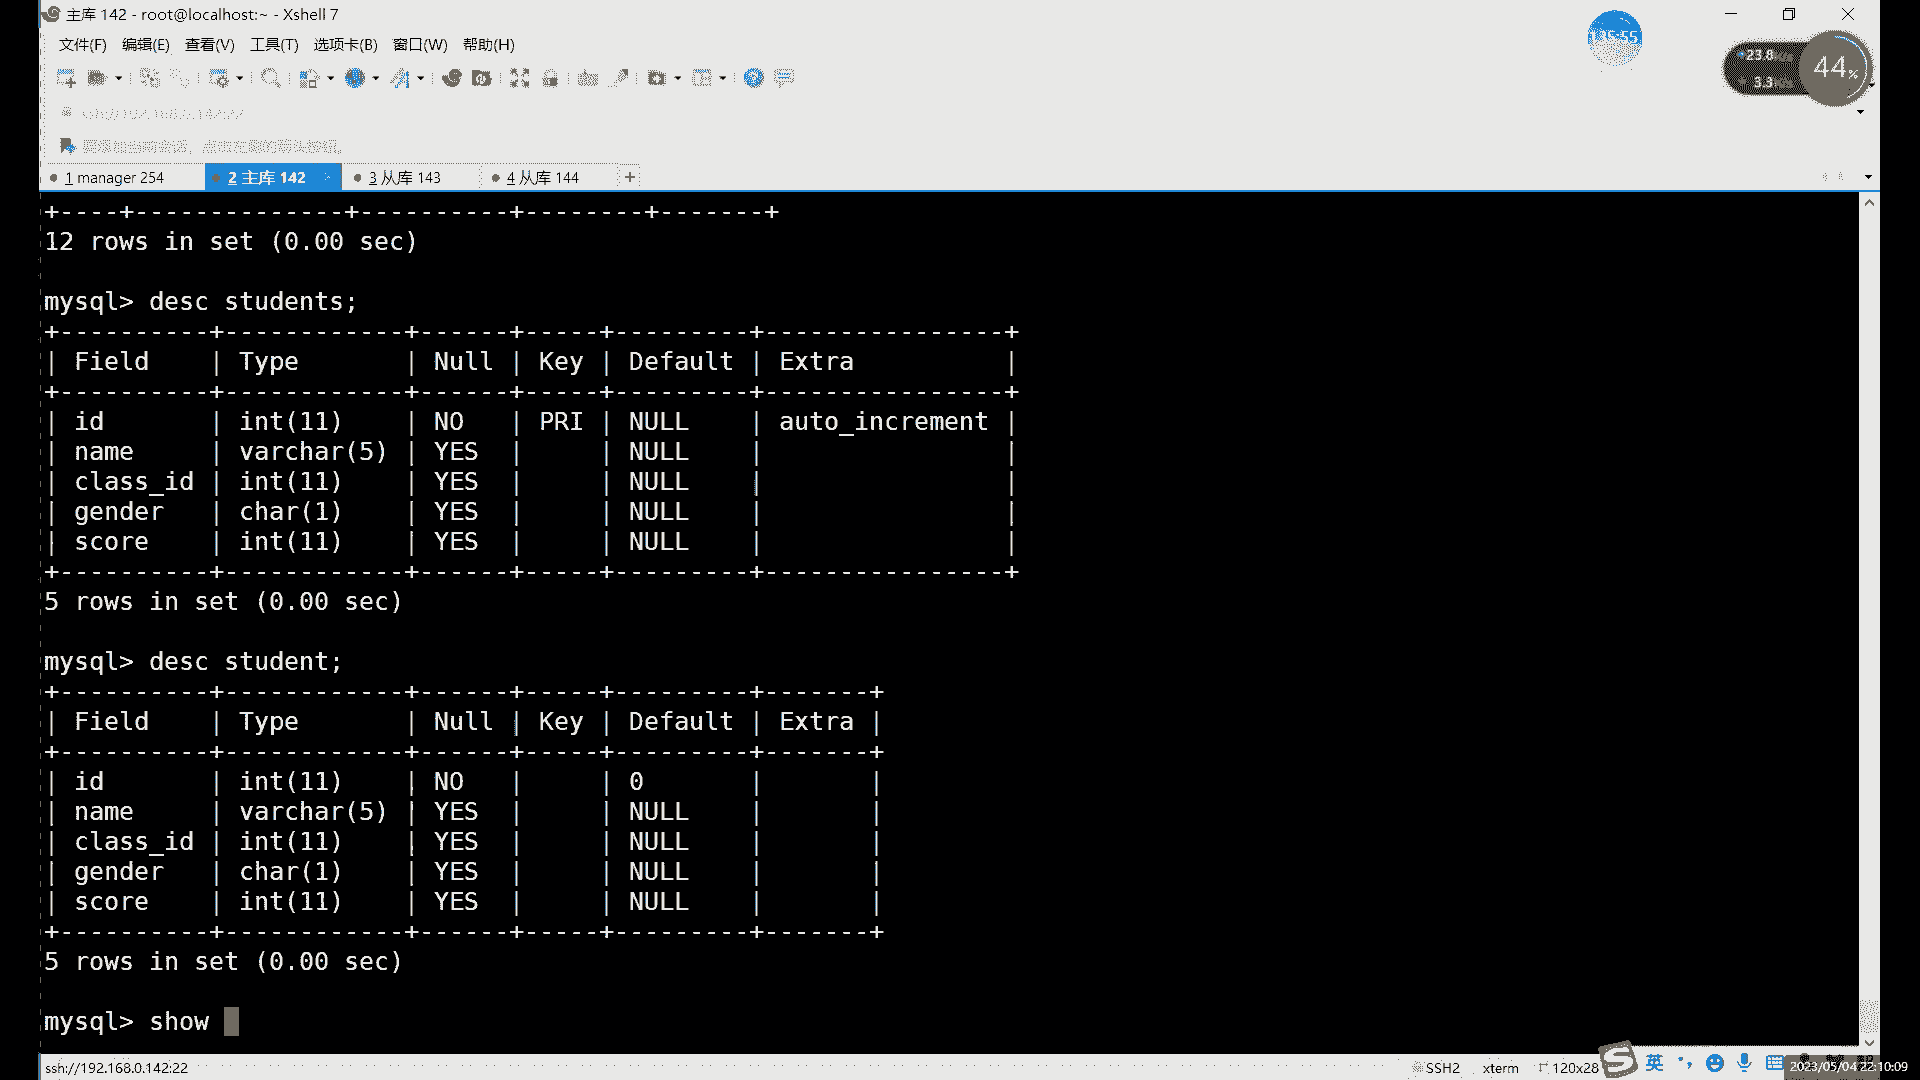 主库 142 - root@localhost:~ - Xshell 7
文件(F) 编辑(E) 查看(V) 工具(T) 选项卡(B) 窗口(W) 帮助(H)
23.8
3.3
44%
1 manager 254 2 主库 142 3 从库 143 4 从库 144 +
+----+--------------+----------+--------+-------+
12 rows in set (0.00 sec)
mysql> desc students;
+----------+------------+------+-----+---------+----------------+
| Field    | Type       | Null | Key | Default | Extra          |
+----------+------------+------+-----+---------+----------------+
| id       | int(11)    | NO   | PRI | NULL    | auto_increment |
| name     | varchar(5) | YES  |     | NULL    |                |
| class_id | int(11)    | YES  |     | NULL    |                |
| gender   | char(1)    | YES  |     | NULL    |                |
| score    | int(11)    | YES  |     | NULL    |                |
+----------+------------+------+-----+---------+----------------+
5 rows in set (0.00 sec)
mysql> desc student;
+----------+------------+------+-----+---------+-------+
| Field    | Type       | Null | Key | Default | Extra |
+----------+------------+------+-----+---------+-------+
| id       | int(11)    | NO   |     | 0       |       |
| name     | varchar(5) | YES  |     | NULL    |       |
| class_id | int(11)    | YES  |     | NULL    |       |
| gender   | char(1)    | YES  |     | NULL    |       |
| score    | int(11)    | YES  |     | NULL    |       |
+----------+------------+------+-----+---------+-------+
5 rows in set (0.00 sec)
mysql> show
ssh://192.168.0.142:22 SSH2 xterm 120x28 英 2023/05/04 22:10:09